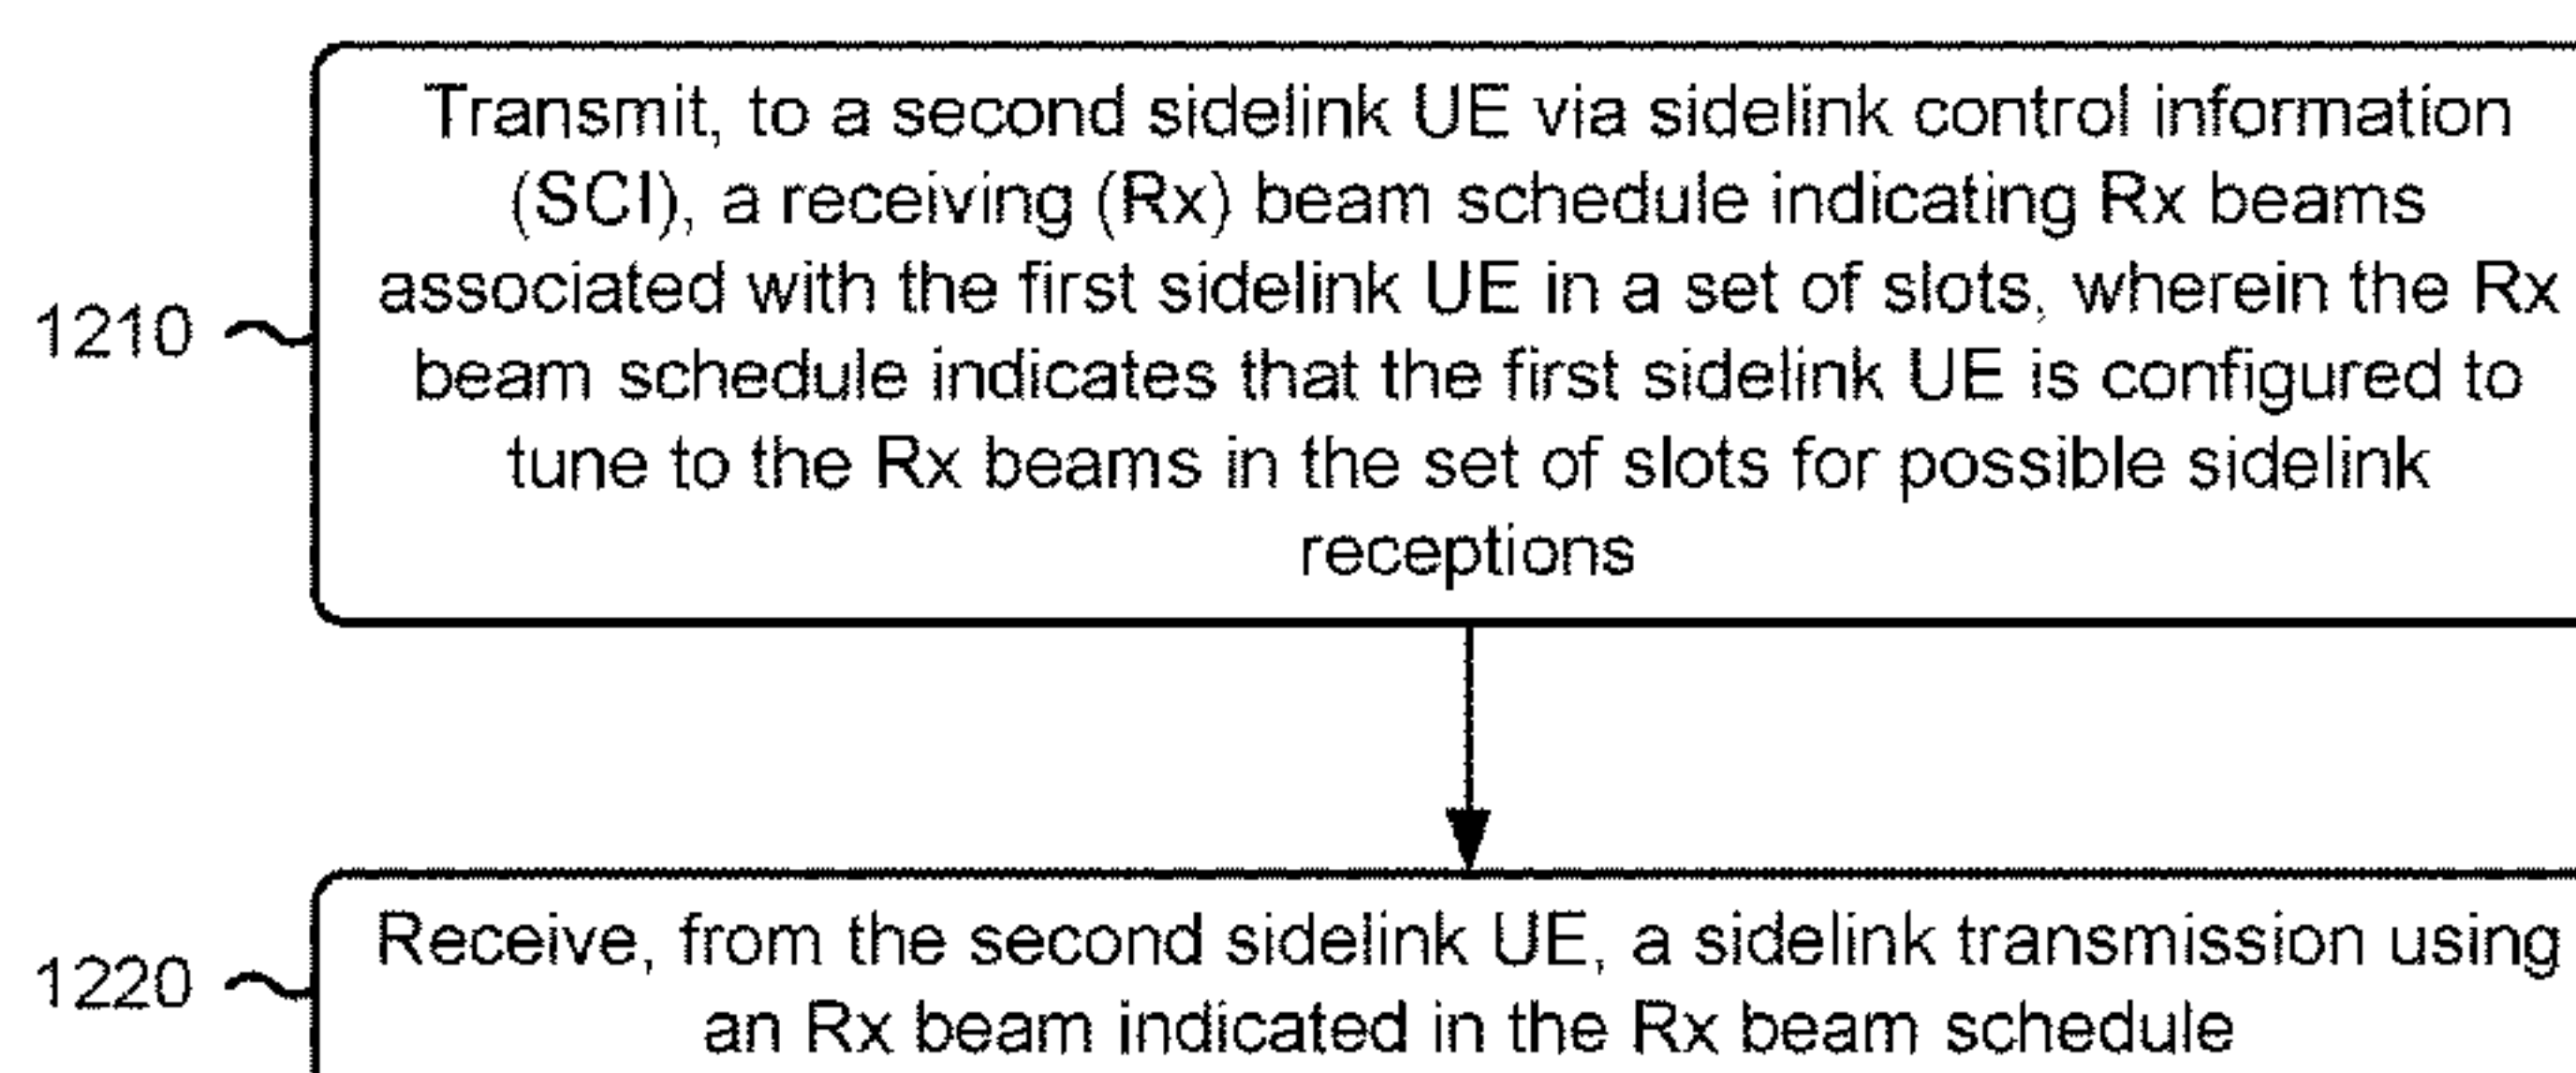 Transmit, to a second sidelink UE via sidelink control information
(SCI), a receiving (Rx) beam schedule indicating Rx beams
associated with the first sidelink UE in a set of slots, wherein the Rx
1210
beam schedule indicates that the first sidelink UE is configured to
tune to the Rx beams in the set of slots for possible sidelink
receptions
Receive, from the second sidelink UE, a sidelink transmission using
1220
an Rx beam indicated in the Rx beam schedule